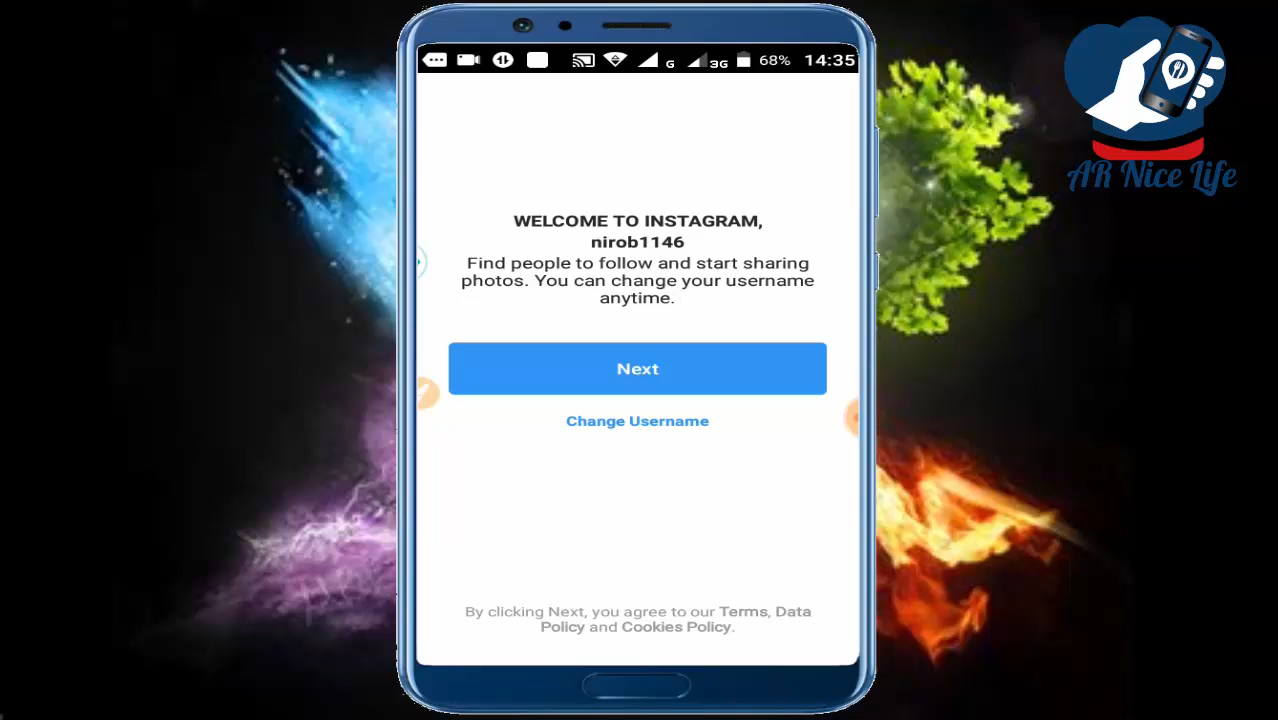 G 3G 68% 14:35
AR Nice Life
WELCOME TO INSTAGRAM,
nirob1146
Find people to follow and start sharing
photos. You can change your username
anytime.
Next
Change Username
By clicking Next, you agree to our Terms, Data
Policy and Cookies Policy.